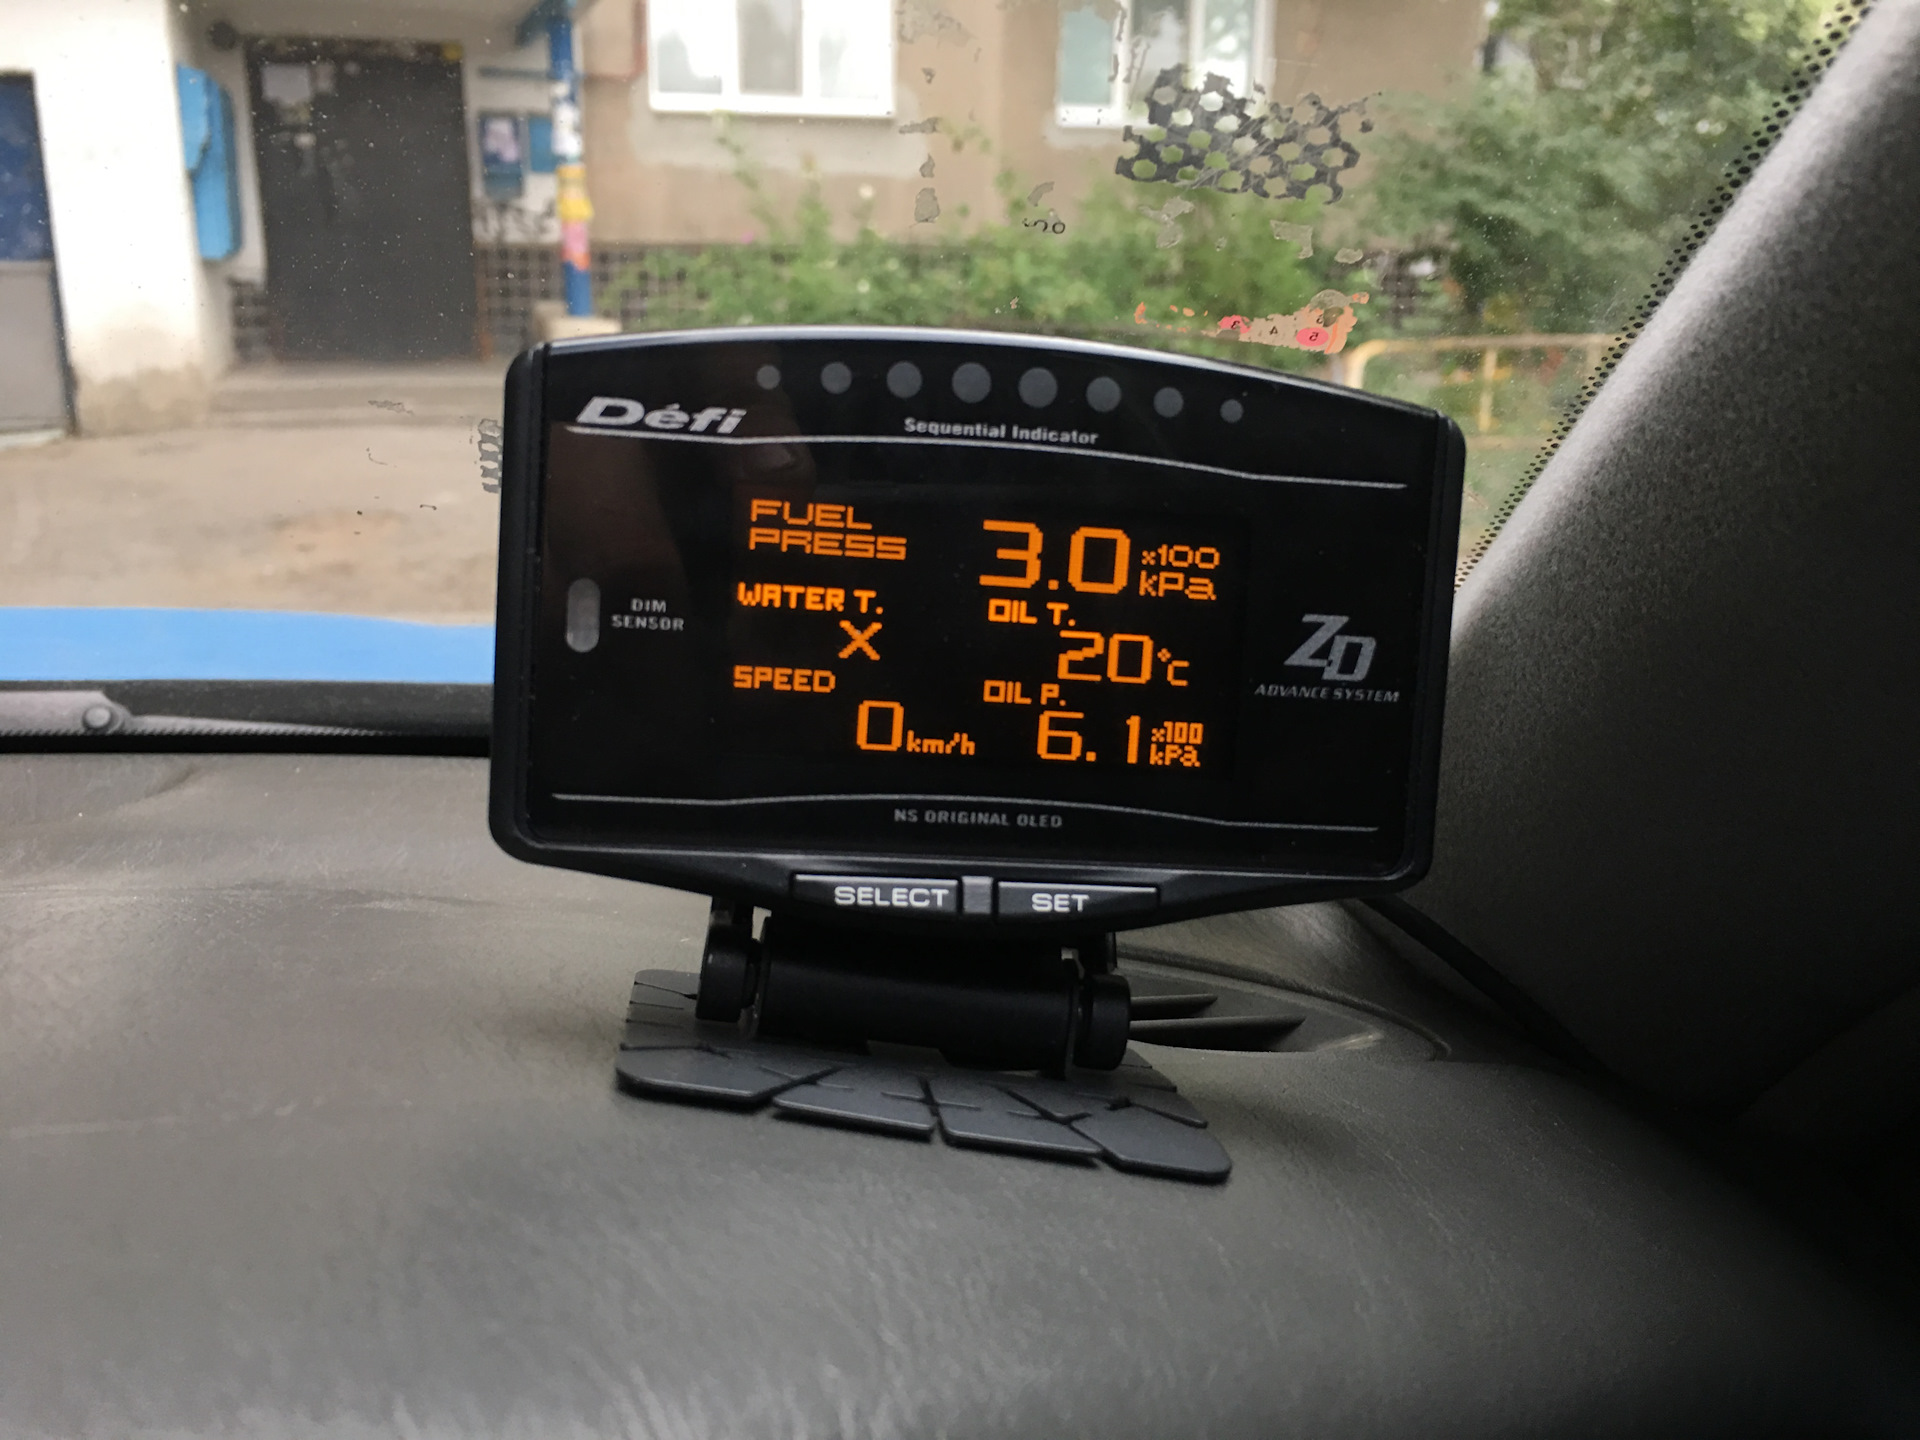 Défi
Sequential Indicator
FUEL
PRESS
3.0 x100
kPa
WATER T.
X
OIL T.
20°C
SPEED
0 km/h
OIL P.
6.1 x100
kPa
DIM
SENSOR
ZD
ADVANCE SYSTEM
NS ORIGINAL OLED
SELECT
SET